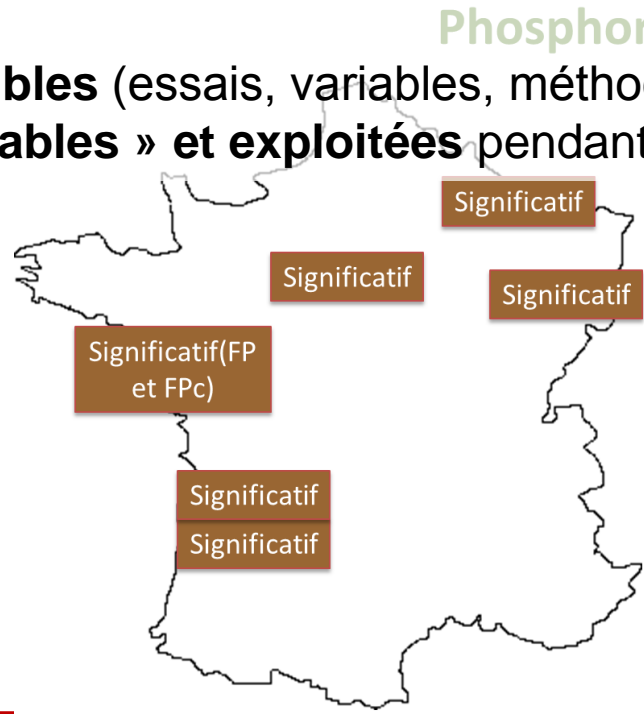 Phosphor
bles (essais, variables, métho
ables » et exploitées pendant
Significatif
Significatif
Significatif
Significatif(FP
et FPc)
Significatif
Significatif